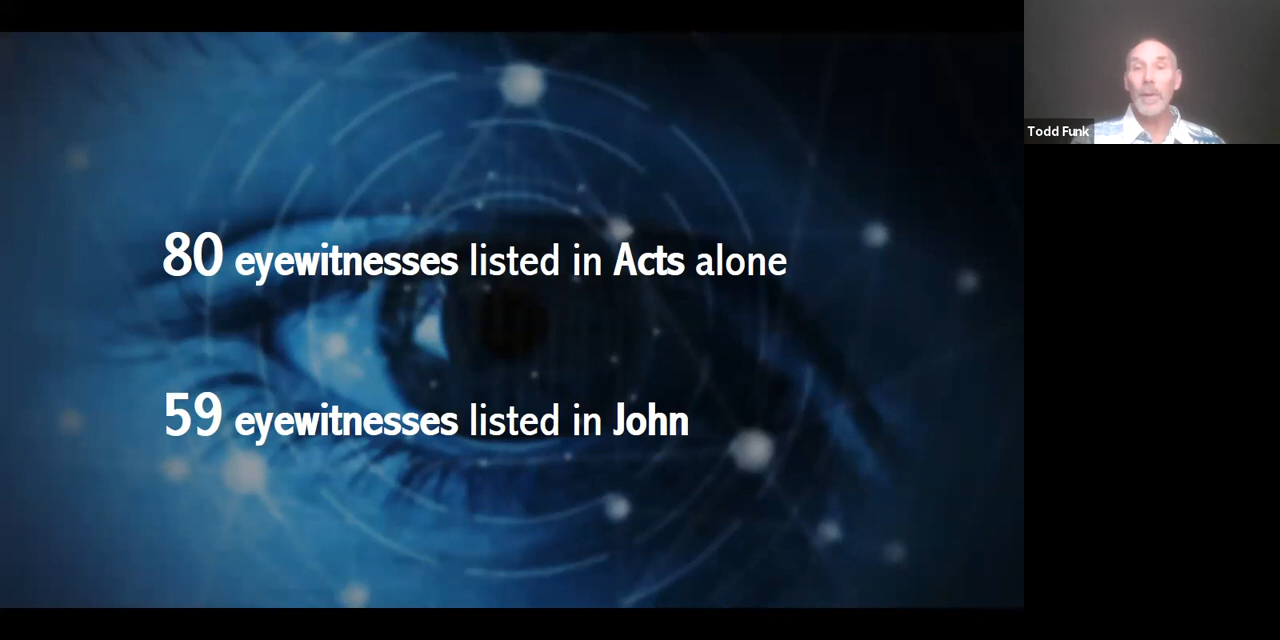 80 eyewitnesses listed in Acts alone
59 eyewitnesses listed in John
Todd Funk